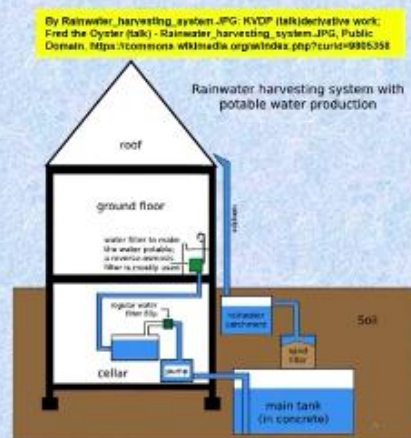 By Rainwater_harvesting_system.JPG: KVDP (talk)derivative work:
Fred the Oyster (talk) - Rainwater_harvesting_system.JPG, Public
Domain, https://commons.wikimedia.org/w/index.php?curid=9805358
Rainwater harvesting system with
potable water production
roof
ground floor
water filter to make
the water potable;
a reverse osmosis
filter is mostly used
regular water
filter
rainwater
catchment
Soil
sand
filter
cellar
pump
main tank
(in concrete)